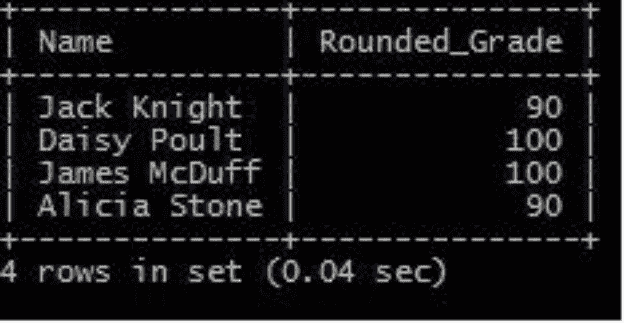 Name Rounded_Grade
Jack Knight 90
Daisy Poult 100
James McDuff 100
Alicia Stone 90
4 rows in set (0.04 sec)